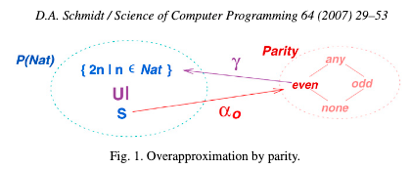 D.A. Schmidt / Science of Computer Programming 64 (2007) 29–53
P(Nat)
{ 2n | n ∈ Nat }
U|
S
γ
αo
Parity
any
even
odd
none
Fig. 1. Overapproximation by parity.